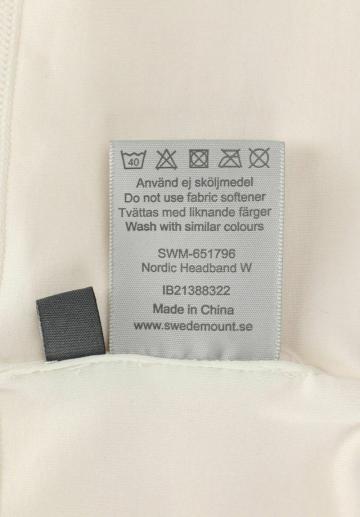 40
Använd ej sköljmedel
Do not use fabric softener
Tvättas med liknande färger
Wash with similar colours
SWM-651796
Nordic Headband W
IB21388322
Made in China
www.swedemount.se